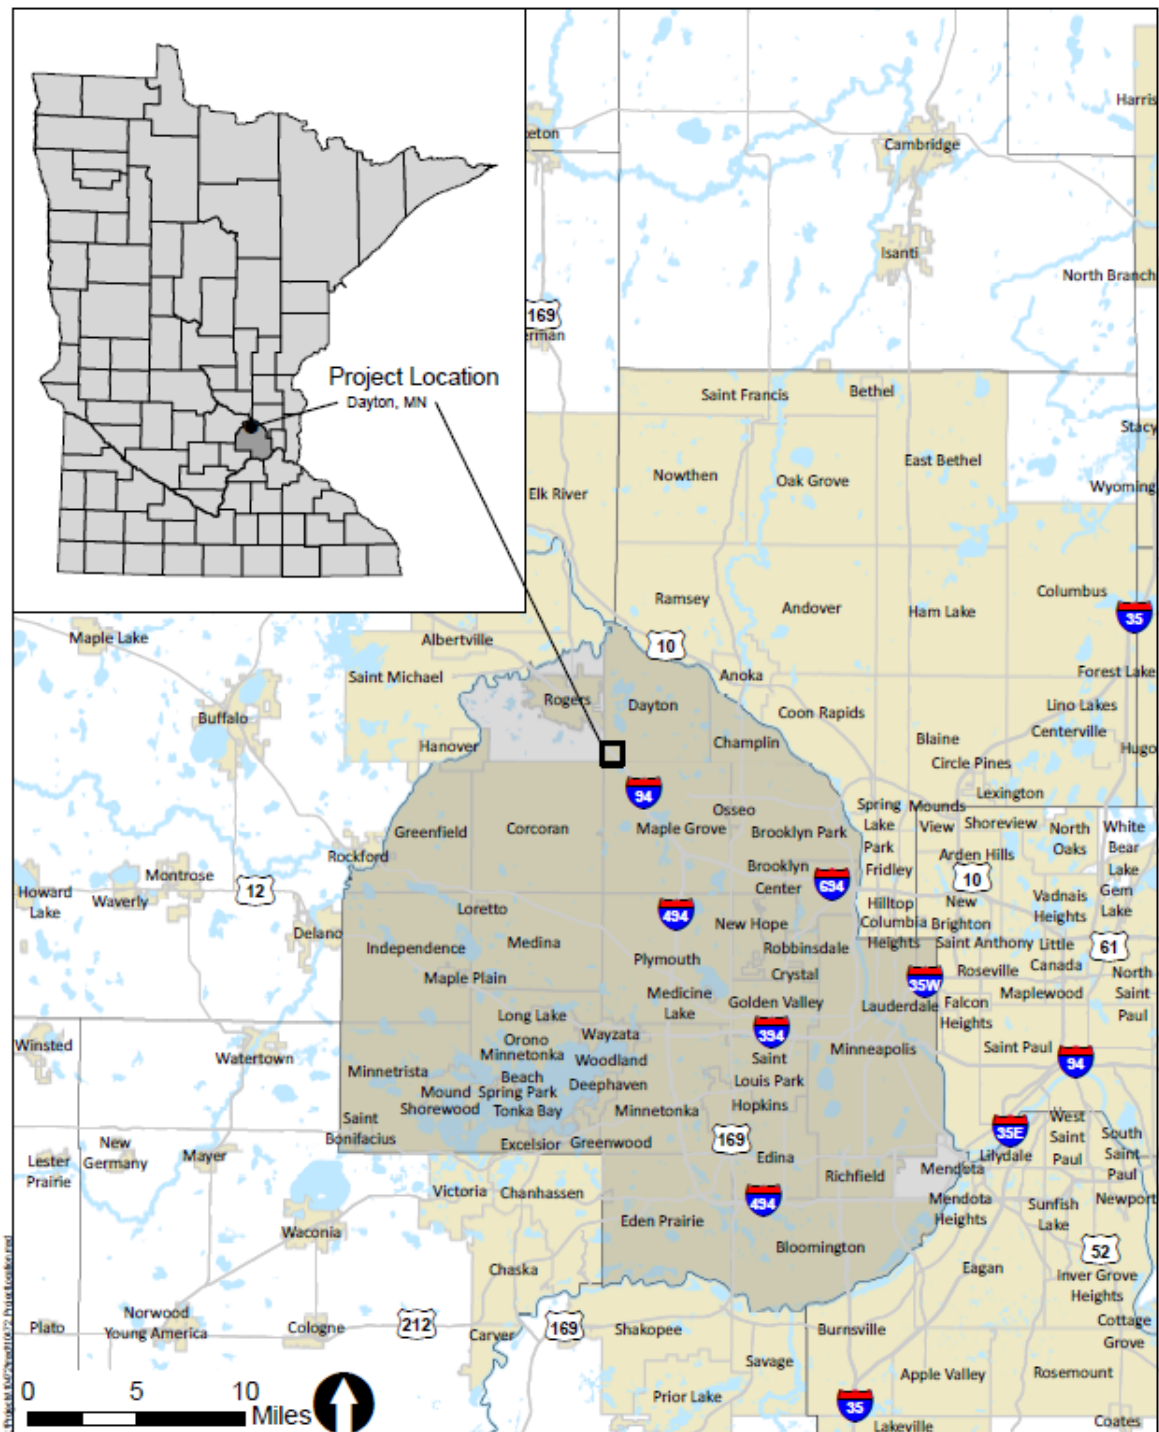 Harris
eton
Cambridge
Isanti
North Branch
169
erman
Project Location
Dayton, MN
Saint Francis
Bethel
Stacy
East Bethel
Nowthen
Oak Grove
Wyoming
Elk River
Columbus
Ramsey
Andover
Ham Lake
35
Maple Lake
Albertville
10
Saint Michael
Anoka
Forest Lake
Rogers
Dayton
Lino Lakes
Buffalo
Coon Rapids
Centerville
Hanover
Champlin
Blaine
Hugo
Circle Pines
94
Lexington
Osseo
Spring
Lake
Park
Mounds
View
Shoreview
North
Oaks
White
Bear
Lake
Greenfield
Corcoran
Maple Grove
Brooklyn Park
Rockford
Arden Hills
Montrose
Brooklyn
Center
694
Fridley
10
Gem
Lake
Howard
Lake
Waverly
12
Vadnais
Heights
Loretto
494
New Hope
Hilltop
Columbia
Heights
New
Brighton
Delano
Independence
Medina
Robbinsdale
Saint Anthony
Little
Canada
61
Plymouth
Maple Plain
Crystal
35W
Roseville
North
Saint
Paul
Medicine
Lake
Golden Valley
Lauderdale
Falcon
Heights
Maplewood
Long Lake
Winsted
Orono
Wayzata
394
Minneapolis
Saint Paul
Watertown
Minnetonka
Beach
Woodland
Saint
Louis Park
94
Minnetrista
Deephaven
Mound
Spring Park
Hopkins
Shorewood
Tonka Bay
Minnetonka
Saint
Bonifacius
35E
West
Saint
Paul
South
Saint
Paul
New
Germany
Excelsior
Greenwood
169
Lilydale
Lester
Prairie
Mayer
Edina
Mendota
Victoria
Chanhassen
Richfield
494
Mendota
Heights
Sunfish
Lake
Newport
Waconia
Eden Prairie
Bloomington
52
Chaska
Eagan
Inver Grove
Heights
Norwood
Young America
Plato
Cologne
212
Carver
169
Shakopee
Burnsville
Cottage
Grove
Savage
Apple Valley
Rosemount
Prior Lake
35
Lakeville
Coates
0
5
10
Miles